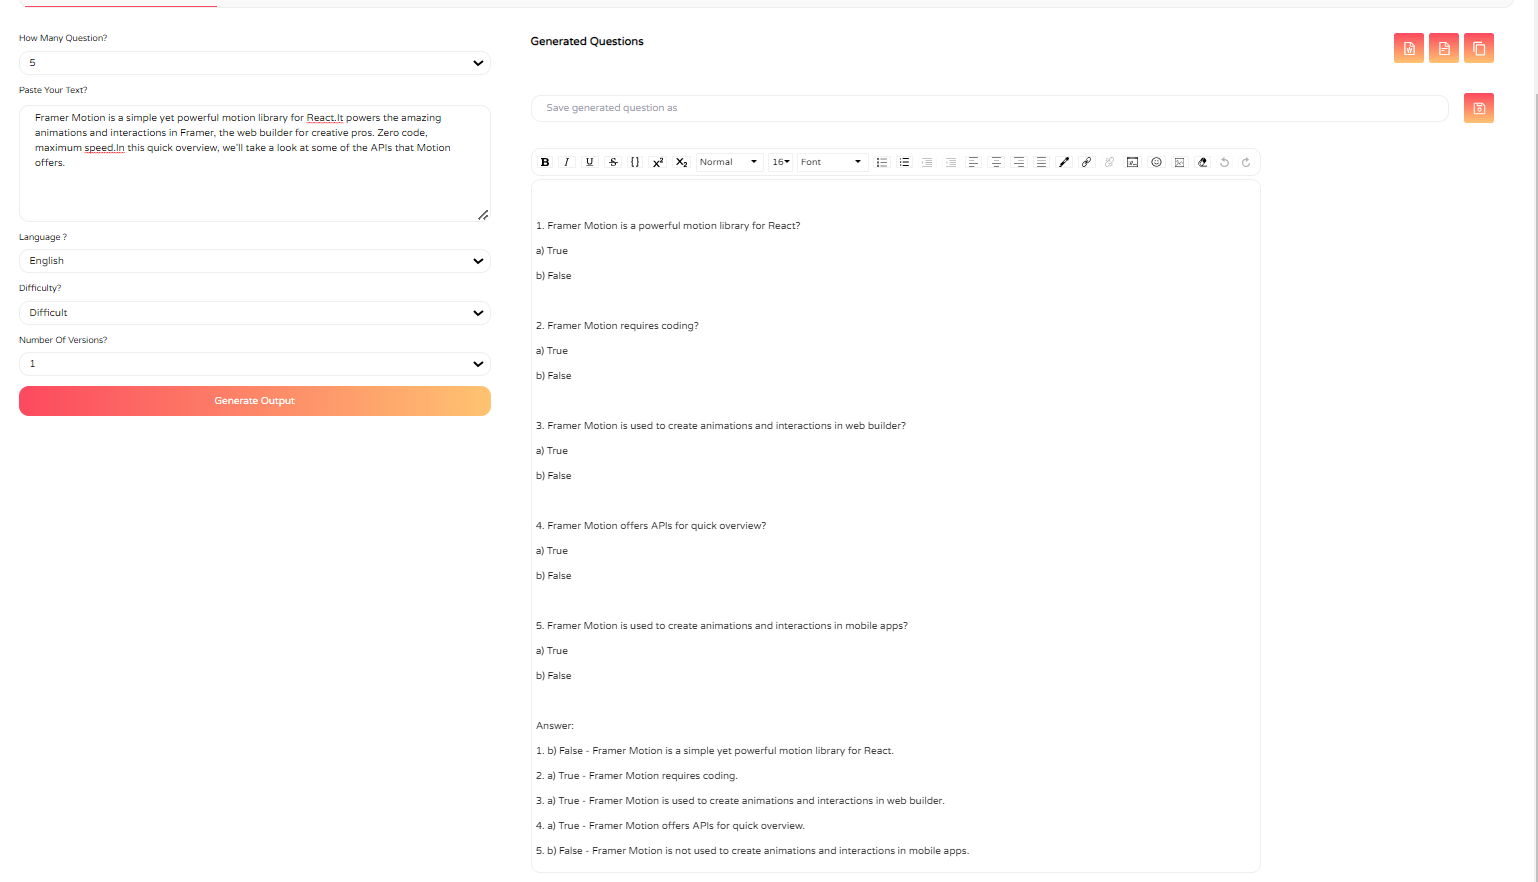 How Many Question?
5
Paste Your Text?
Framer Motion is a simple yet powerful motion library for React.It powers the amazing
animations and interactions in Framer, the web builder for creative pros. Zero code,
maximum speed.In this quick overview, we'll take a look at some of the APIs that Motion
offers.
Language ?
English
Difficulty?
Difficult
Number Of Versions?
1
Generate Output
Generated Questions
Save generated question as
B I U S {} X² X₂ Normal 16 Font
1. Framer Motion is a powerful motion library for React?
a) True
b) False
2. Framer Motion requires coding?
a) True
b) False
3. Framer Motion is used to create animations and interactions in web builder?
a) True
b) False
4. Framer Motion offers APIs for quick overview?
a) True
b) False
5. Framer Motion is used to create animations and interactions in mobile apps?
a) True
b) False
Answer:
1. b) False - Framer Motion is a simple yet powerful motion library for React.
2. a) True - Framer Motion requires coding.
3. a) True - Framer Motion is used to create animations and interactions in web builder.
4. a) True - Framer Motion offers APIs for quick overview.
5. b) False - Framer Motion is not used to create animations and interactions in mobile apps.